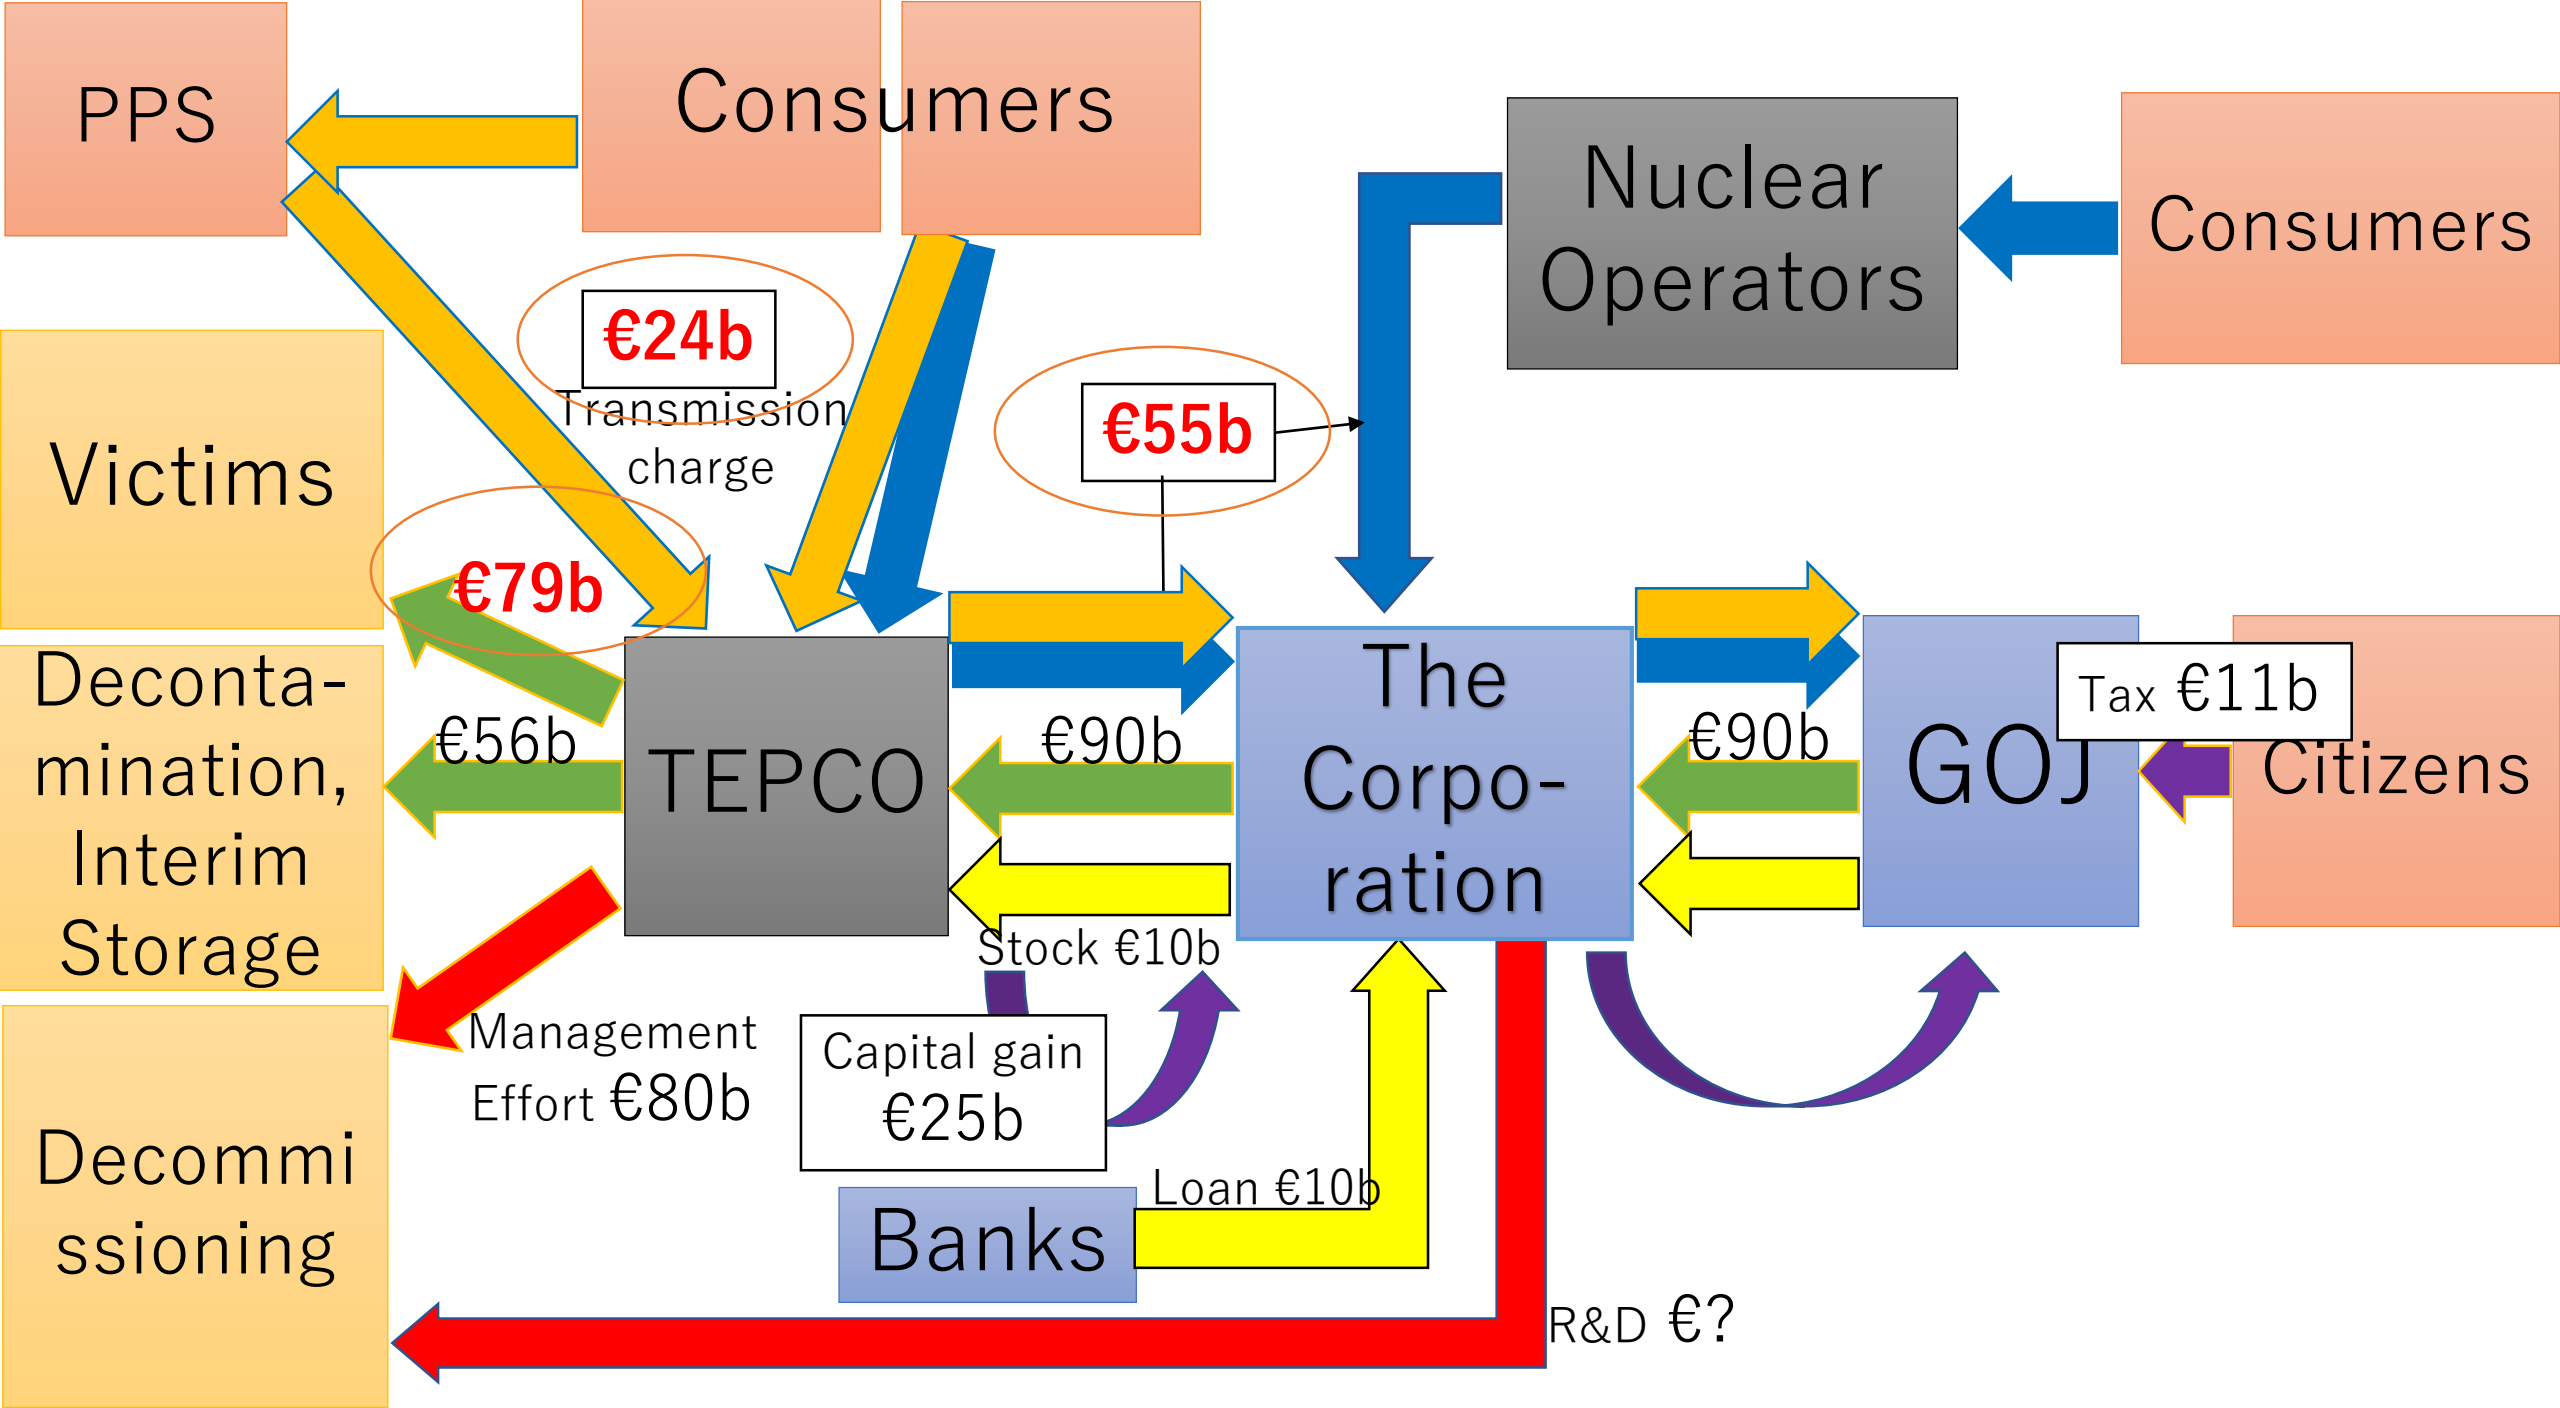 PPS
Consumers
Nuclear
Operators
Consumers
€24b
Transmission
charge
€55b
Victims
€79b
Deconta-
mination,
Interim
Storage
€56b
TEPCO
€90b
The
Corpo-
ration
€90b
GOJ
Tax €11b
Citizens
Stock €10b
Management
Effort €80b
Capital gain
€25b
Decommi
ssioning
Banks
Loan €10b
R&D €?